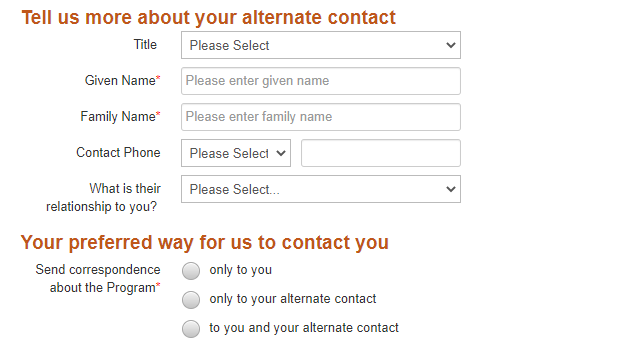 Tell us more about your alternate contact
Title Please Select
Given Name* Please enter given name
Family Name* Please enter family name
Contact Phone Please Select
What is their Please Select...
relationship to you?
Your preferred way for us to contact you
Send correspondence only to you
about the Program*
only to your alternate contact
to you and your alternate contact